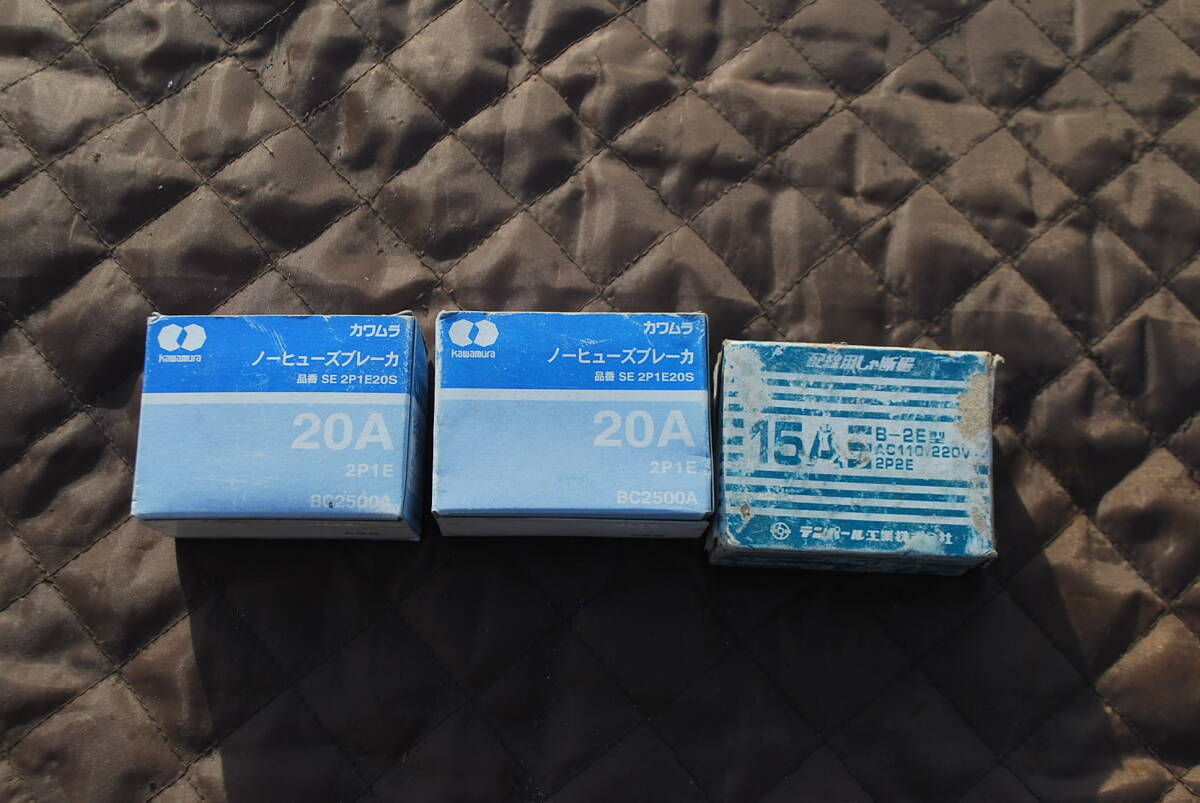 カワムラ
kawamura
ノーヒューズブレーカ
品番 SE 2P1E20S
20A
2P1E
BC2500A
カワムラ
kawamura
ノーヒューズブレーカ
品番 SE 2P1E20S
20A
2P1E
BC2500A
配線用しゃ断器
15A
B-2E型
AC110/220V
2P2E
テンパール工業株式会社